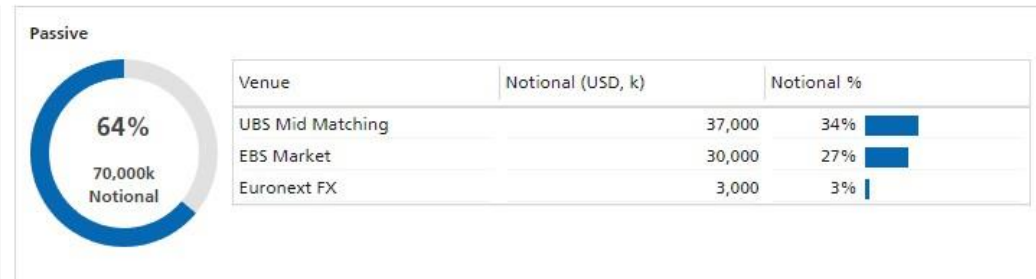 Passive
64%
70,000k
Notional
Venue Notional (USD, k) Notional %
UBS Mid Matching 37,000 34%
EBS Market 30,000 27%
Euronext FX 3,000 3%